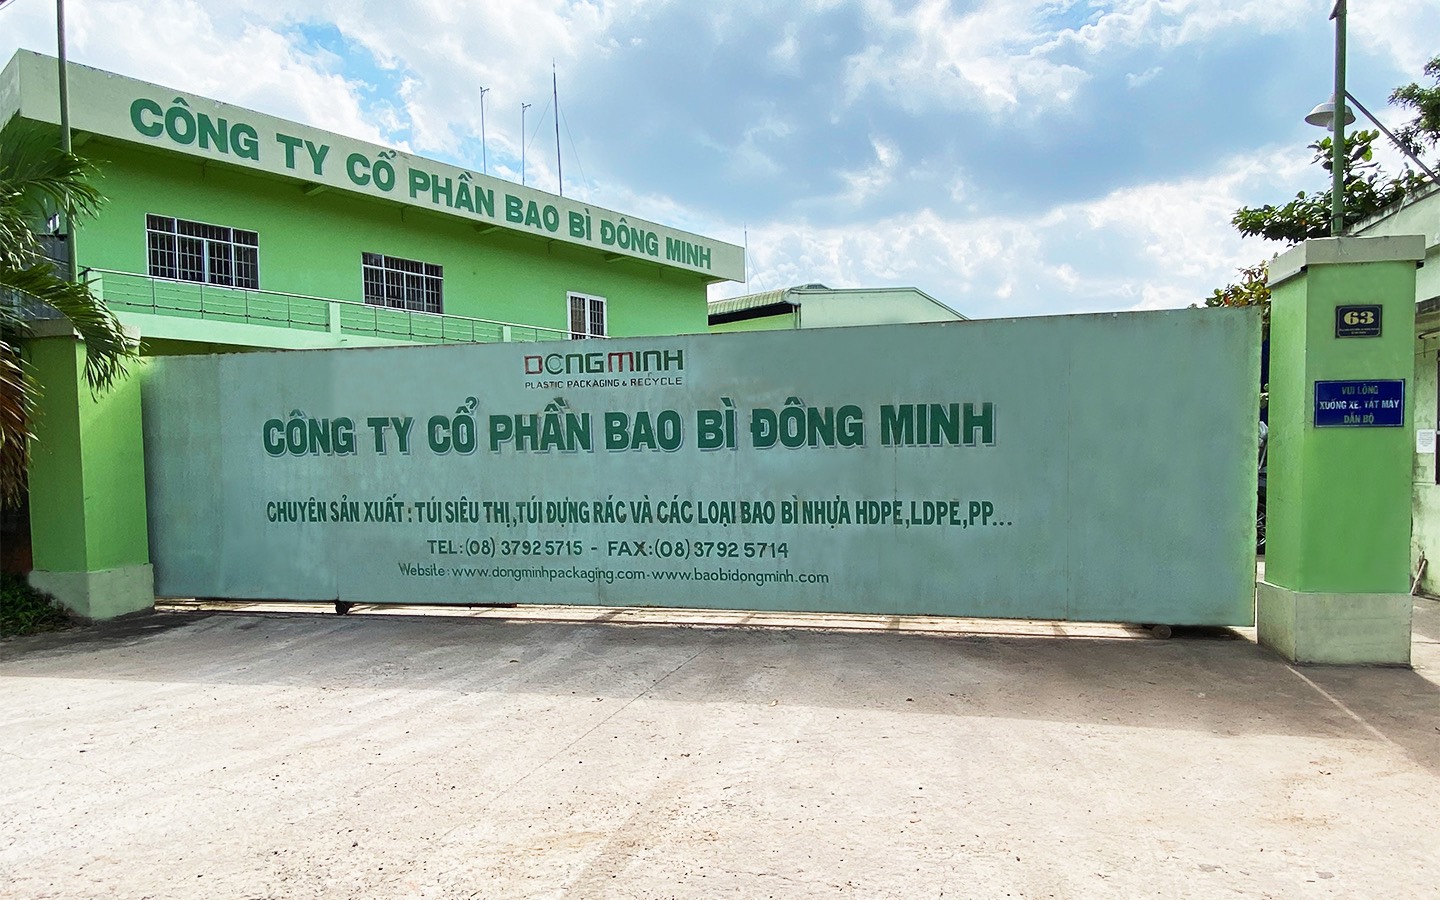 CÔNG TY CỔ PHẦN BAO BÌ ĐÔNG MINH
DONGMINH
PLASTIC PACKAGING & RECYCLE
CÔNG TY CỔ PHẦN BAO BÌ ĐÔNG MINH
CHUYÊN SẢN XUẤT : TÚI SIÊU THỊ , TÚI ĐỰNG RÁC VÀ CÁC LOẠI BAO BÌ NHỰA HDPE, LDPE, PP...
TEL: (08) 3792 5715 - FAX: (08) 3792 5714
Website: www.dongminhpackaging.com - www.baobidongminh.com
63
VUI LÒNG
XUỐNG XE, TẮT MÁY
DẪN BỘ